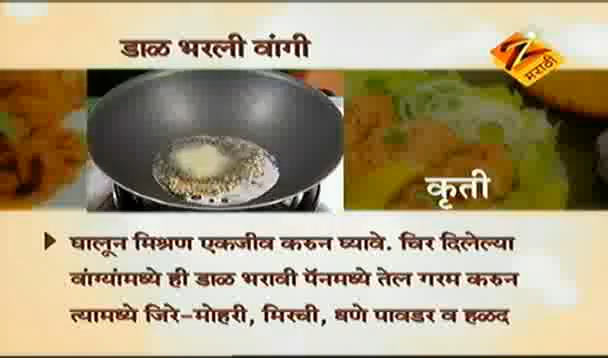 डाळ भरली वांगी
मराठी
कृती
घालून मिश्रण एकजीव करुन घ्यावे. चिर दिलेल्या
वांग्यांमध्ये ही डाळ भरावी पॅनमध्ये तेल गरम करुन
त्यामध्ये जिरे-मोहरी, मिरची, धणे पावडर व हळद